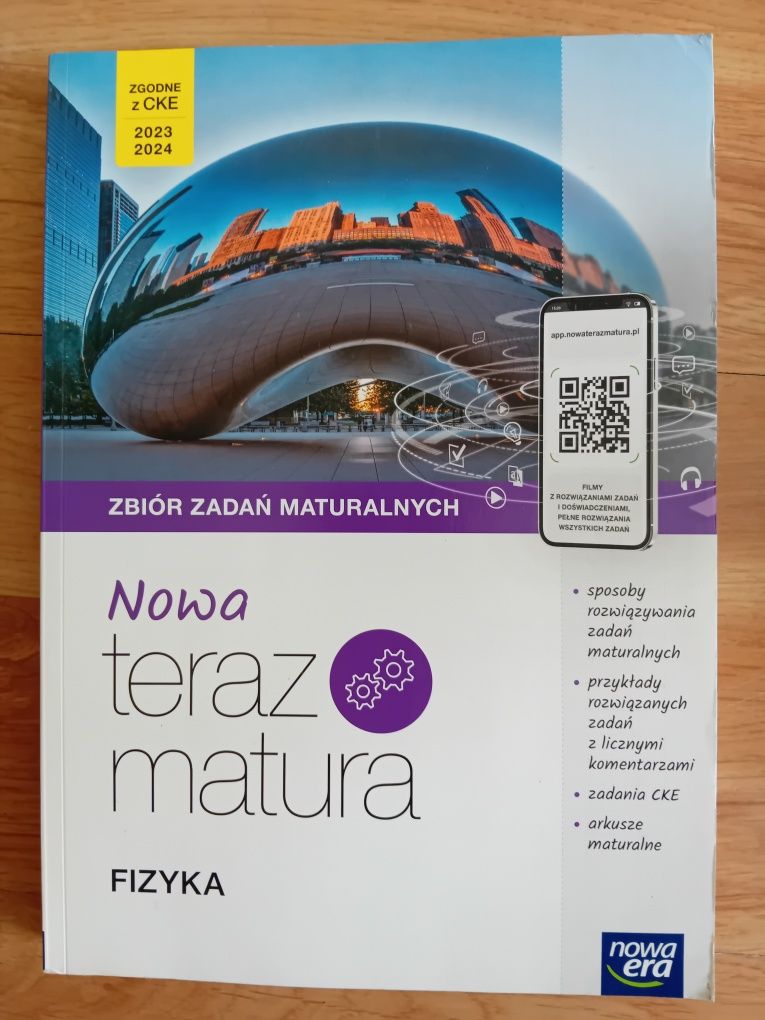 ZGODNE
z CKE
2023
2024
app.nowaterazmatura.pl
FILMY
Z ROZWIĄZANIAMI ZADAŃ
I DOŚWIADCZENIAMI,
PEŁNE ROZWIĄZANIA
WSZYSTKICH ZADAŃ
ZBIÓR ZADAŃ MATURALNYCH
Nowa
teraz
matura
FIZYKA
• sposoby
rozwiązywania
zadań
maturalnych
• przykłady
rozwiązanych
zadań
z licznymi
komentarzami
• zadania CKE
• arkusze
maturalne
nowa
era